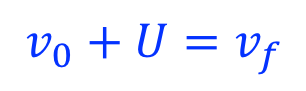 v₀ + U = v_f